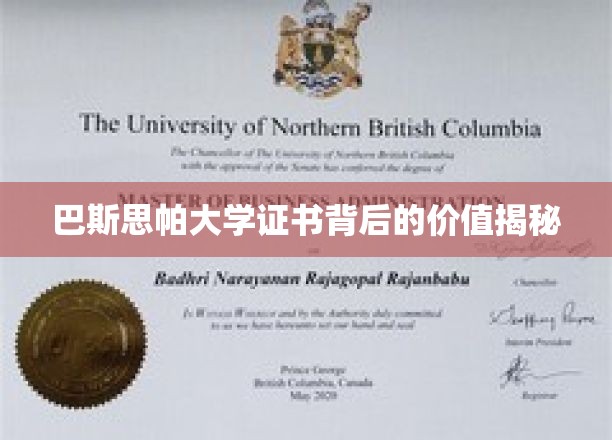 The University of Northern British Columbia
The Chancellor of The University of Northern British Columbia
with the approval of the Senate has conferred the degree of
MASTER OF BUSINESS ADMINISTRATION
巴斯思帕大学证书背后的价值揭秘
Badhri Narayanan Rajagopal Rajanbabu
Chancellor
In Witness Whereof and by the Authority duly committed
to us we have hereunto set our hand and seal
Interim President
Prince George
British Columbia, Canada
May 2020
Registrar